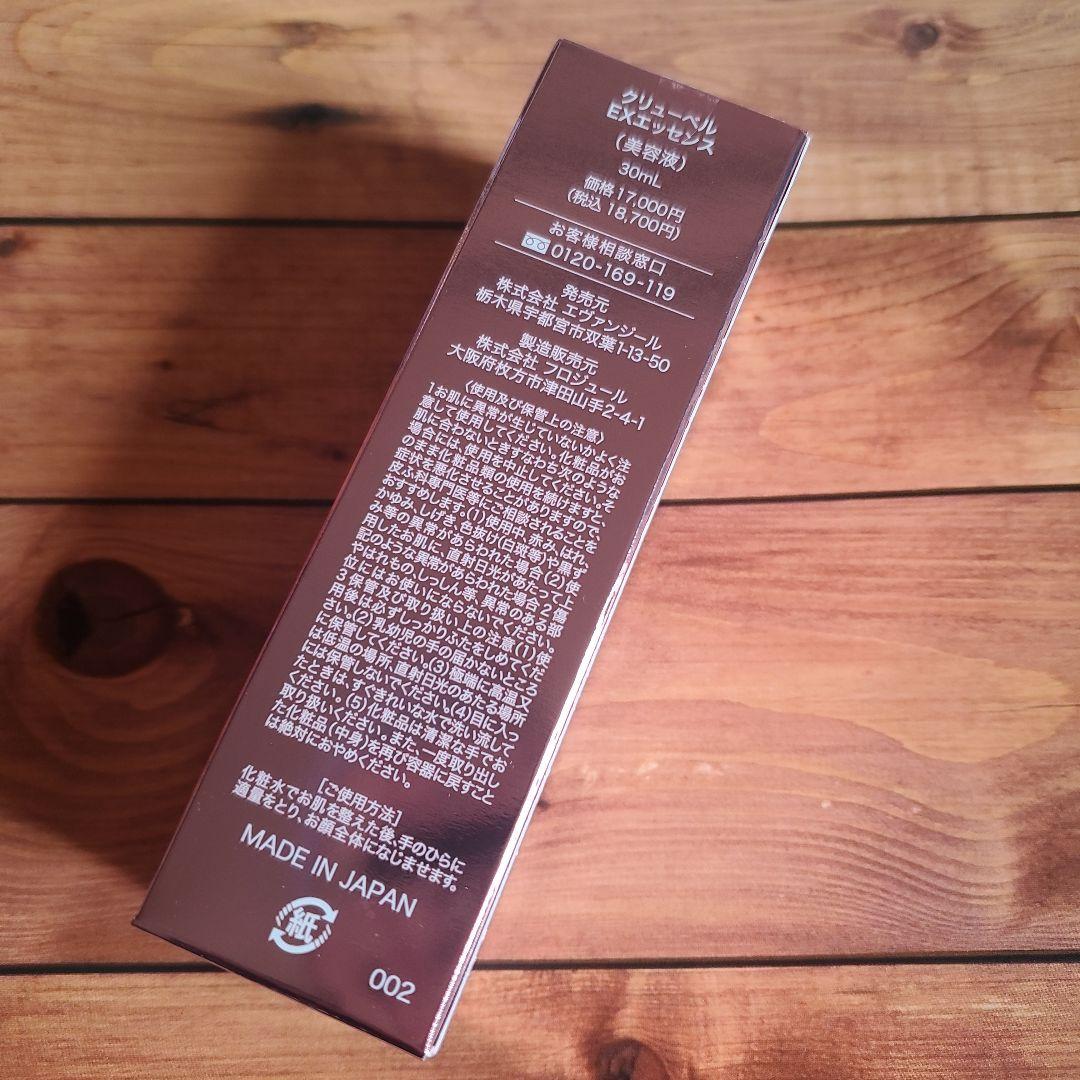 クリューベル
EXエッセンス
(美容液)
30mL
価格17,000円
(税込 18,700円)
お客様相談窓口
0120-169-119
発売元
株式会社 エヴァンジール
栃木県宇都宮市双葉1-13-50
製造販売元
株式会社 フロジュール
大阪府枚方市津田山手2-4-1
〈使用及び保管上の注意〉
1お肌に異常が生じていないかよく注
意して使用してください。化粧品がお
肌に合わないときすなわち次のような
場合には、使用を中止してください。そ
のまま化粧品類の使用を続けますと、
症状を悪化させることがありますので、
皮ふ科専門医等にご相談されることを
おすすめします。(1)使用中、赤み、はれ、
かゆみ、しげき、色抜け(白斑等)や黒ず
み等の異常があらわれた場合(2)使
用したお肌に、直射日光があたって上
記のような異常があらわれた場合2傷
やはれもの、しっしん等、異常のある部
位にはお使いにならないでください。
3 保管及び取り扱い上の注意(1)使
用後は必ずしっかりふたをしめてくだ
さい。(2)乳幼児の手の届かないところ
に保管してください。(3)極端に高温又
は低温の場所、直射日光のあたる場所
には保管しないでください。(4)目に入っ
たときは、すぐきれいな水で洗い流して
ください。(5)化粧品は清潔な手でお
取り扱いください。また、一度取り出し
た化粧品(中身)を再び容器に戻すこと
は絶対におやめください。
[ご使用方法]
化粧水でお肌を整えた後、手のひらに
適量をとり、お顔全体になじませます。
MADE IN JAPAN
紙
002